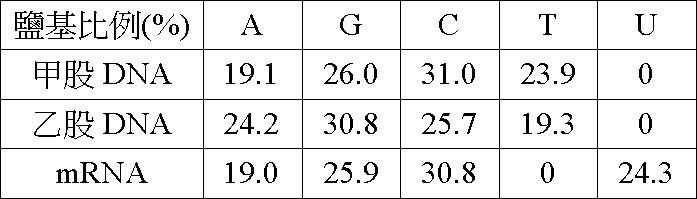 鹽基比例(%) A G C T U
甲股 DNA 19.1 26.0 31.0 23.9 0
乙股 DNA 24.2 30.8 25.7 19.3 0
mRNA 19.0 25.9 30.8 0 24.3